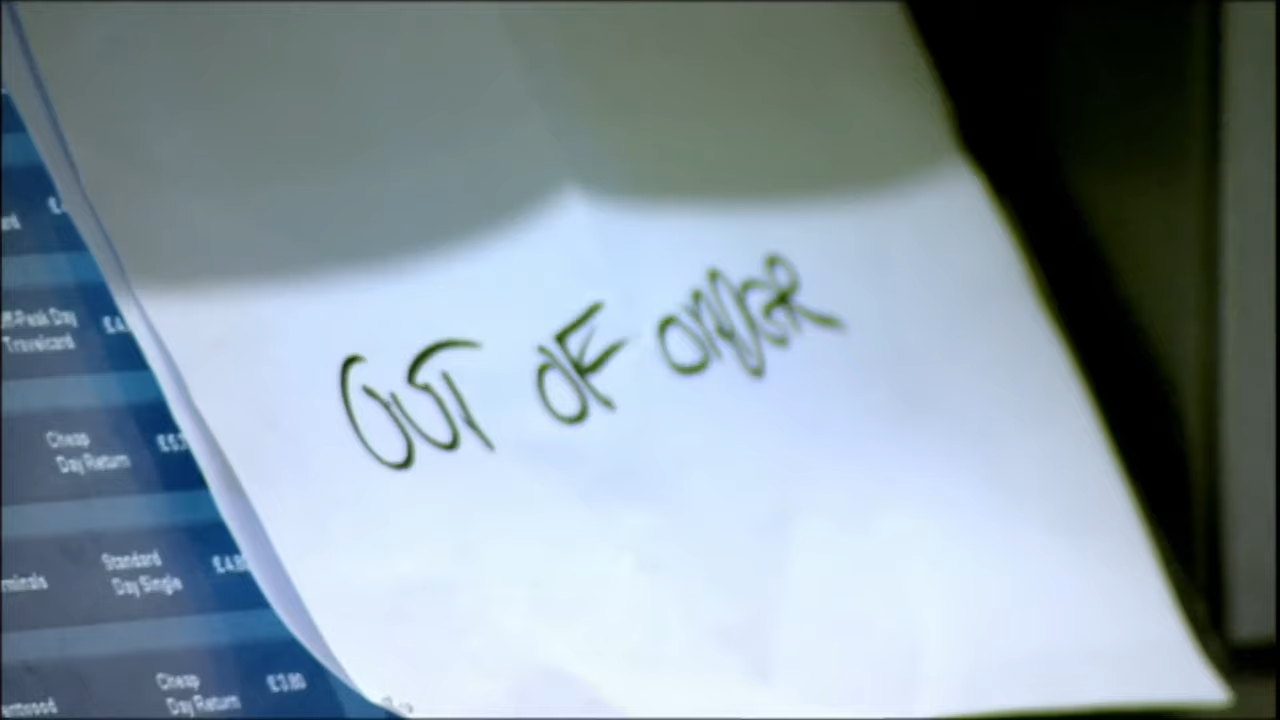 OUT OF ORDER
Off-Peak Day
Travelcard
Cheap
Day Return
Standard
Day Single
Cheap
Day Return
£3.80